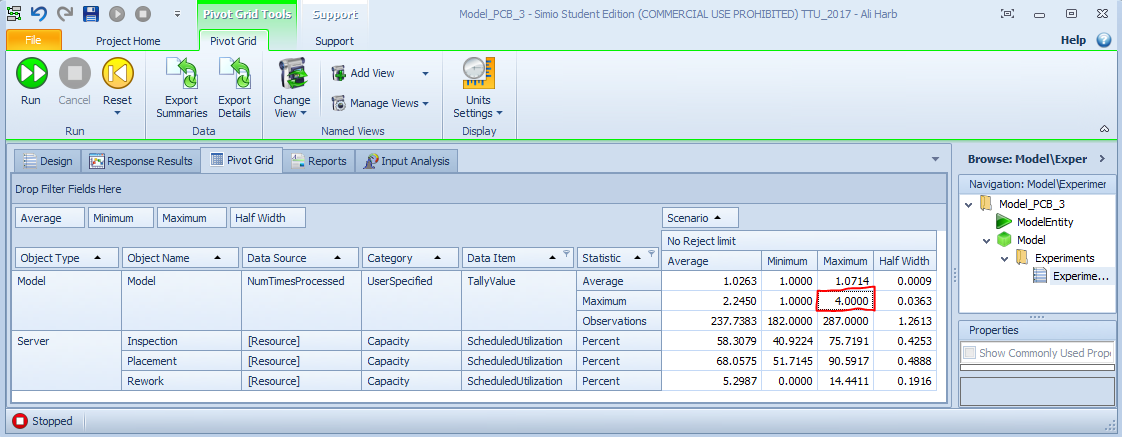 Pivot Grid Tools Support Model_PCB_3 - Simio Student Edition (COMMERCIAL USE PROHIBITED) TTU_2017 - Ali Harb
File Project Home Pivot Grid Support Help
Run Cancel Reset Export Summaries Export Details Change View Add View Manage Views Units Settings
Run Data Named Views Display
Design Response Results Pivot Grid Reports Input Analysis
Drop Filter Fields Here
Average Minimum Maximum Half Width Scenario
No Reject limit
Object Type Object Name Data Source Category Data Item Statistic Average Minimum Maximum Half Width
Model Model NumTimesProcessed UserSpecified TallyValue Average 1.0263 1.0000 1.0714 0.0009
Maximum 2.2450 1.0000 4.0000 0.0363
Observations 237.7383 182.0000 287.0000 1.2613
Server Inspection [Resource] Capacity ScheduledUtilization Percent 58.3079 40.9224 75.7191 0.4253
Placement [Resource] Capacity ScheduledUtilization Percent 68.0575 51.7145 90.5917 0.4888
Rework [Resource] Capacity ScheduledUtilization Percent 5.2987 0.0000 14.4411 0.1916
Browse: Model\Exper
Navigation: Model\Experimer
Model_PCB_3
ModelEntity
Model
Experiments
Experime...
Properties
Show Commonly Used Prope
Stopped